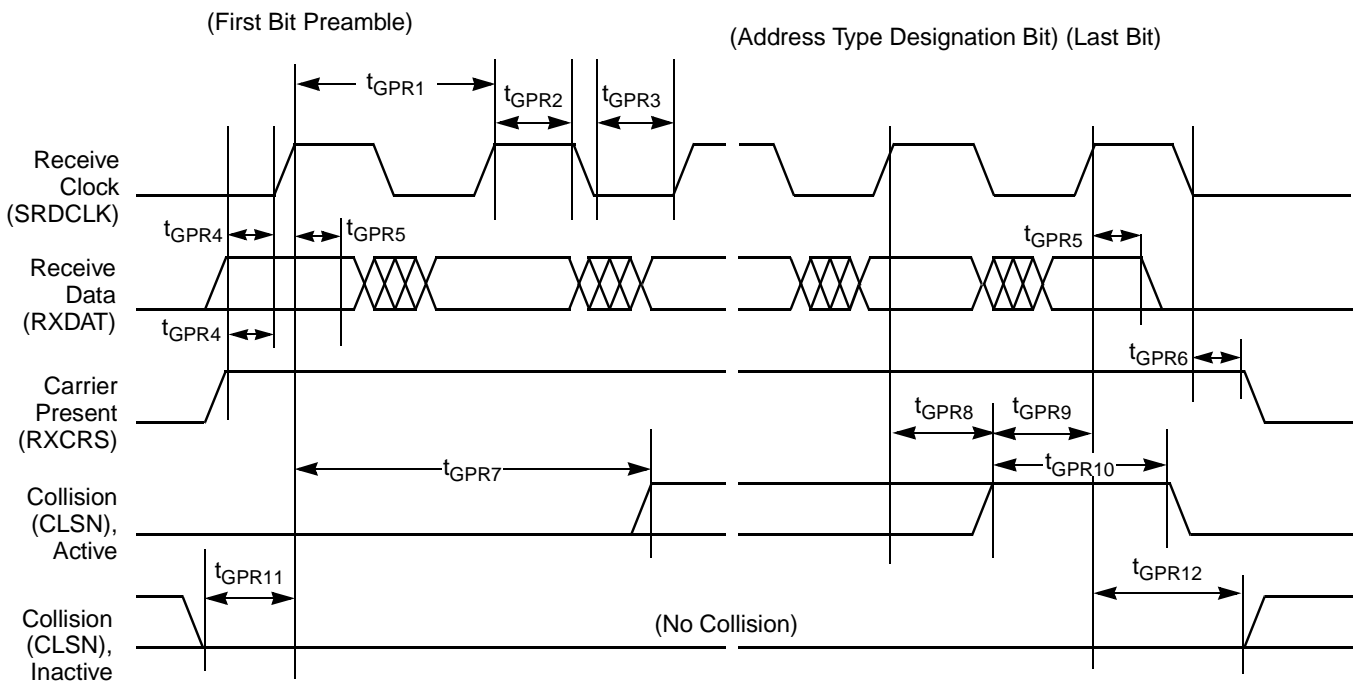 (First Bit Preamble)
(Address Type Designation Bit) (Last Bit)
tGPR1
tGPR2
tGPR3
Receive
Clock
(SRDCLK)
tGPR4
tGPR5
tGPR5
Receive
Data
(RXDAT)
tGPR4
tGPR6
Carrier
Present
(RXCRS)
tGPR8
tGPR9
tGPR7
tGPR10
Collision
(CLSN),
Active
tGPR11
tGPR12
Collision
(CLSN),
Inactive
(No Collision)